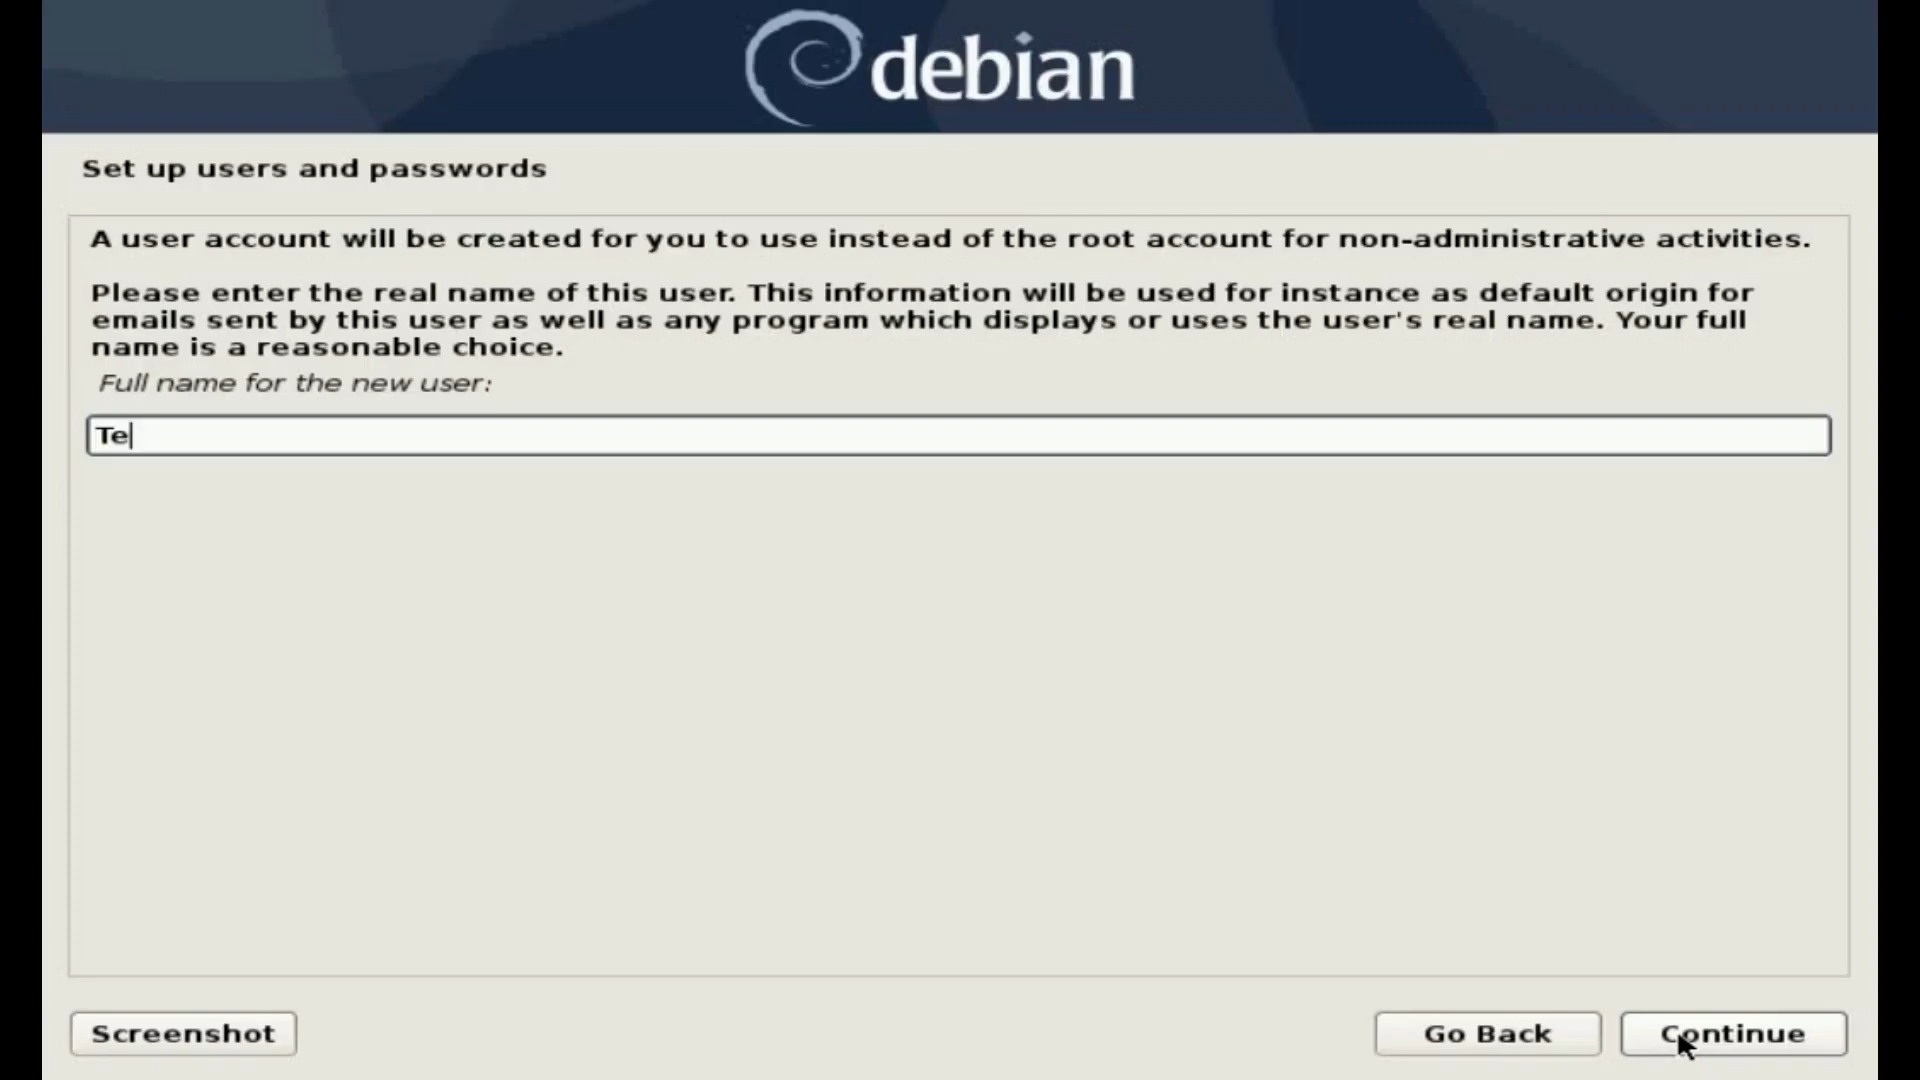 debian
Set up users and passwords
A user account will be created for you to use instead of the root account for non-administrative activities.
Please enter the real name of this user. This information will be used for instance as default origin for
emails sent by this user as well as any program which displays or uses the user's real name. Your full
name is a reasonable choice.
Full name for the new user:
Te
Screenshot
Go Back
Continue